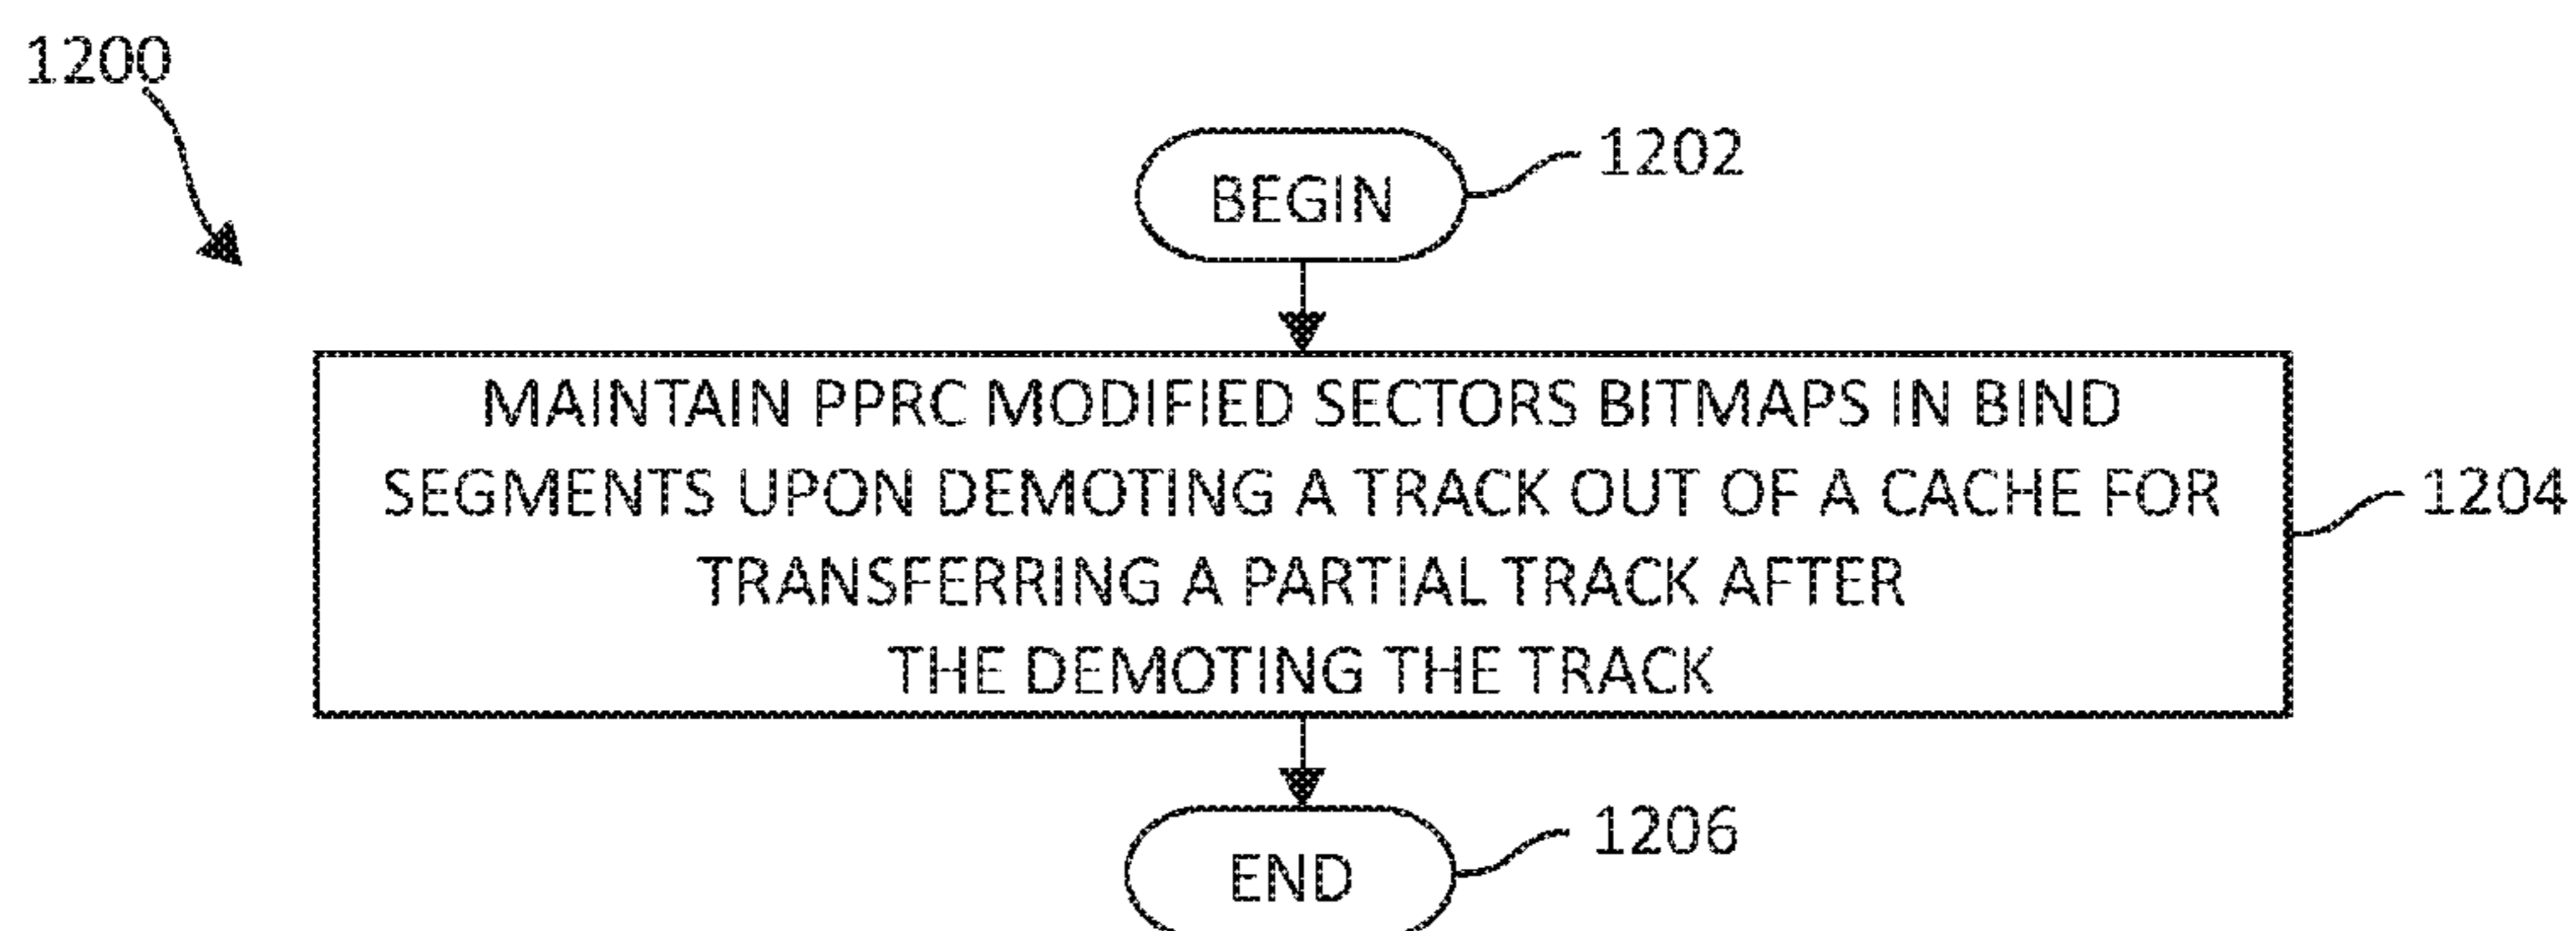 1200
1202
BEGIN
MAINTAIN PPRC MODIFIED SECTORS BITMAPS IN BIND
SEGMENTS UPON DEMOTING A TRACK OUT OF A CACHE FOR
TRANSFERRING A PARTIAL TRACK AFTER
THE DEMOTING THE TRACK
1204
1206
END